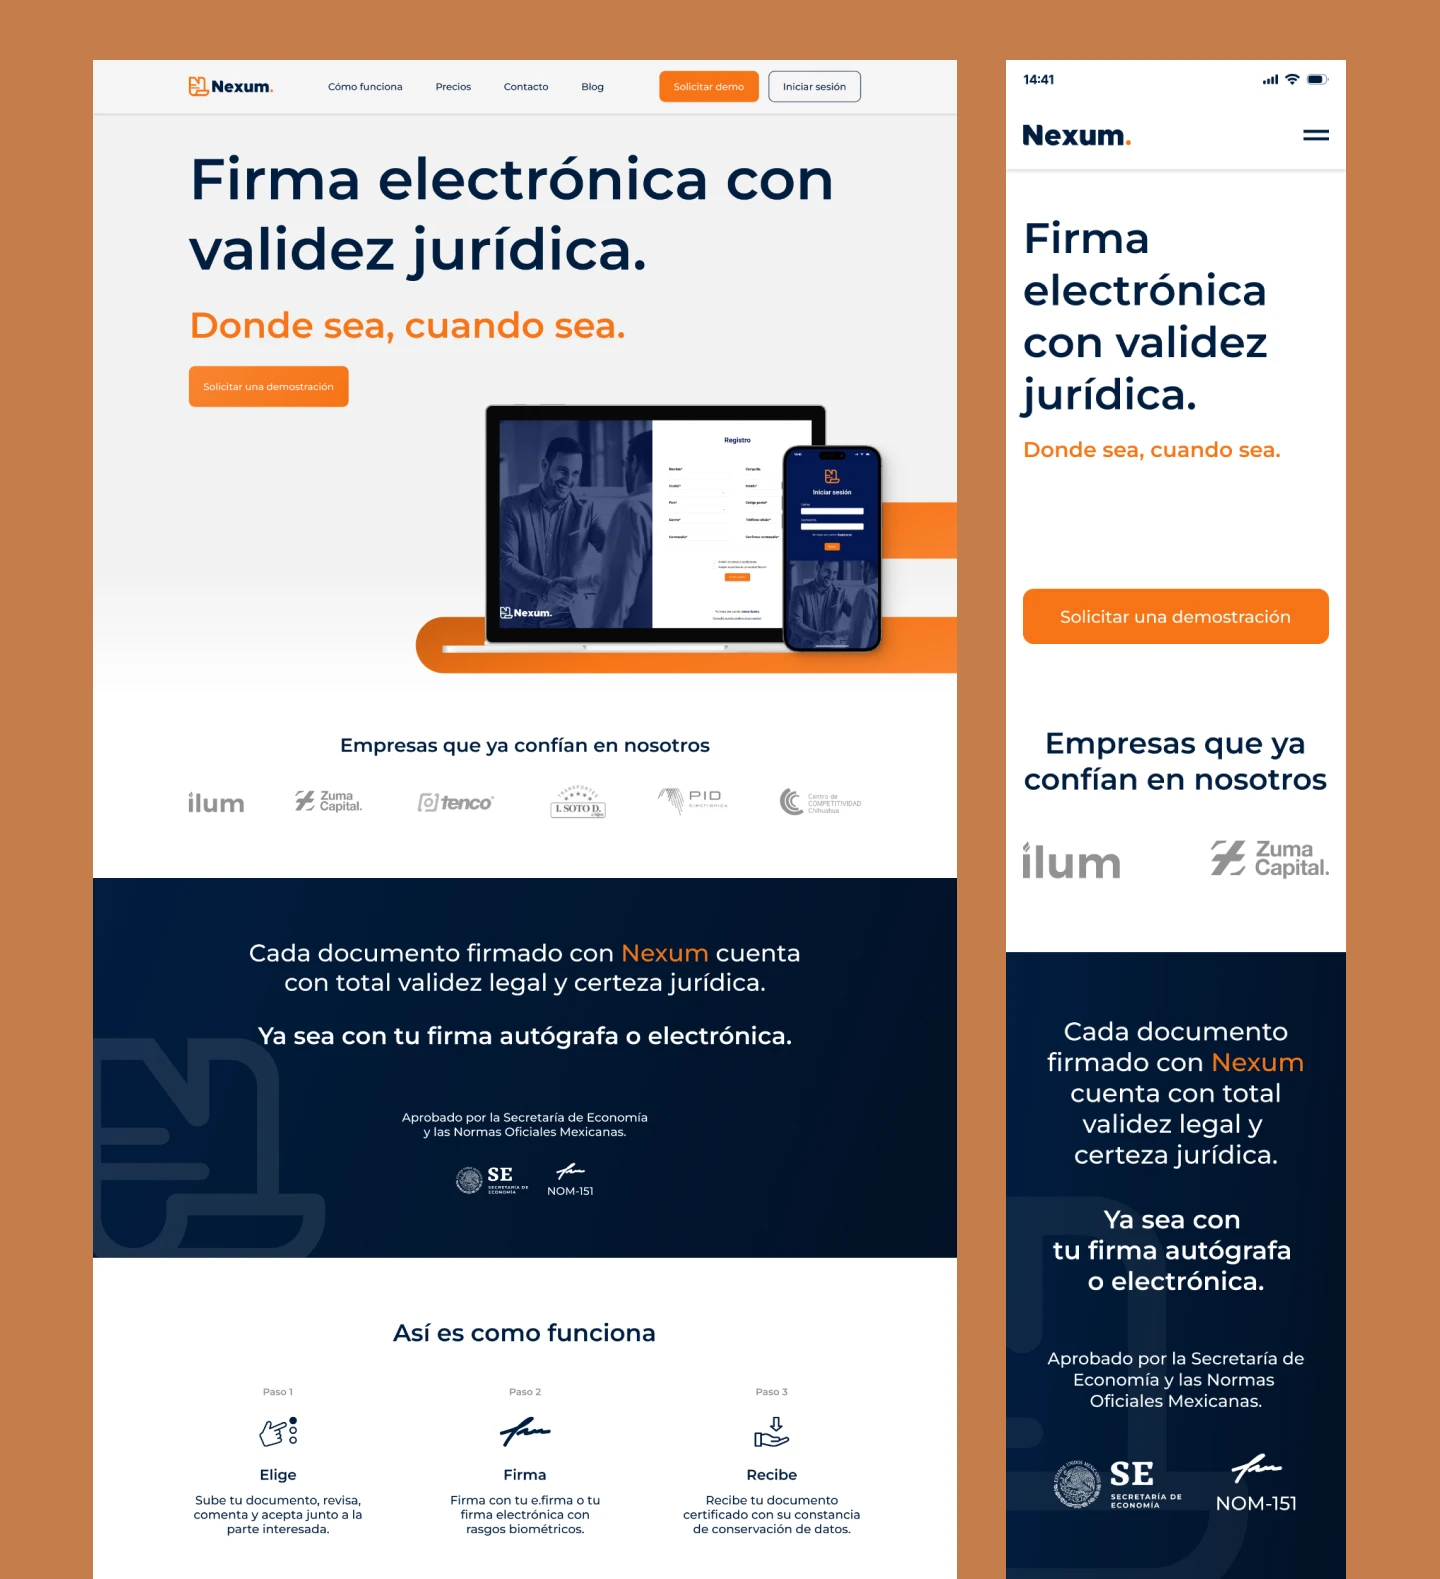 Nexum.
Cómo funciona
Precios
Contacto
Blog
Solicitar demo
Iniciar sesión
Firma electrónica con
validez jurídica.
Donde sea, cuando sea.
Solicitar una demostración
Registro
Nexum.
Iniciar sesión
Empresas que ya confían en nosotros
ilum
Zuma
Capital.
tenco
TRANSPORTES
I. SOTO D.
PID
Electrónica
Centro de
COMPETITIVIDAD
Chihuahua
Cada documento firmado con Nexum cuenta
con total validez legal y certeza jurídica.
Ya sea con tu firma autógrafa o electrónica.
Aprobado por la Secretaría de Economía
y las Normas Oficiales Mexicanas.
SE
SECRETARÍA DE
ECONOMÍA
NOM-151
Así es como funciona
Paso 1
Elige
Sube tu documento, revisa,
comenta y acepta junto a la
parte interesada.
Paso 2
Firma
Firma con tu e.firma o tu
firma electrónica con
rasgos biométricos.
Paso 3
Recibe
Recibe tu documento
certificado con su constancia
de conservación de datos.
14:41
Nexum.
Firma
electrónica
con validez
jurídica.
Donde sea, cuando sea.
Solicitar una demostración
Empresas que ya
confían en nosotros
ilum
Zuma
Capital.
Cada documento
firmado con Nexum
cuenta con total
validez legal y
certeza jurídica.
Ya sea con
tu firma autógrafa
o electrónica.
Aprobado por la Secretaría de
Economía y las Normas
Oficiales Mexicanas.
ESTADOS UNIDOS MEXICANOS
SE
SECRETARÍA DE
ECONOMÍA
NOM-151